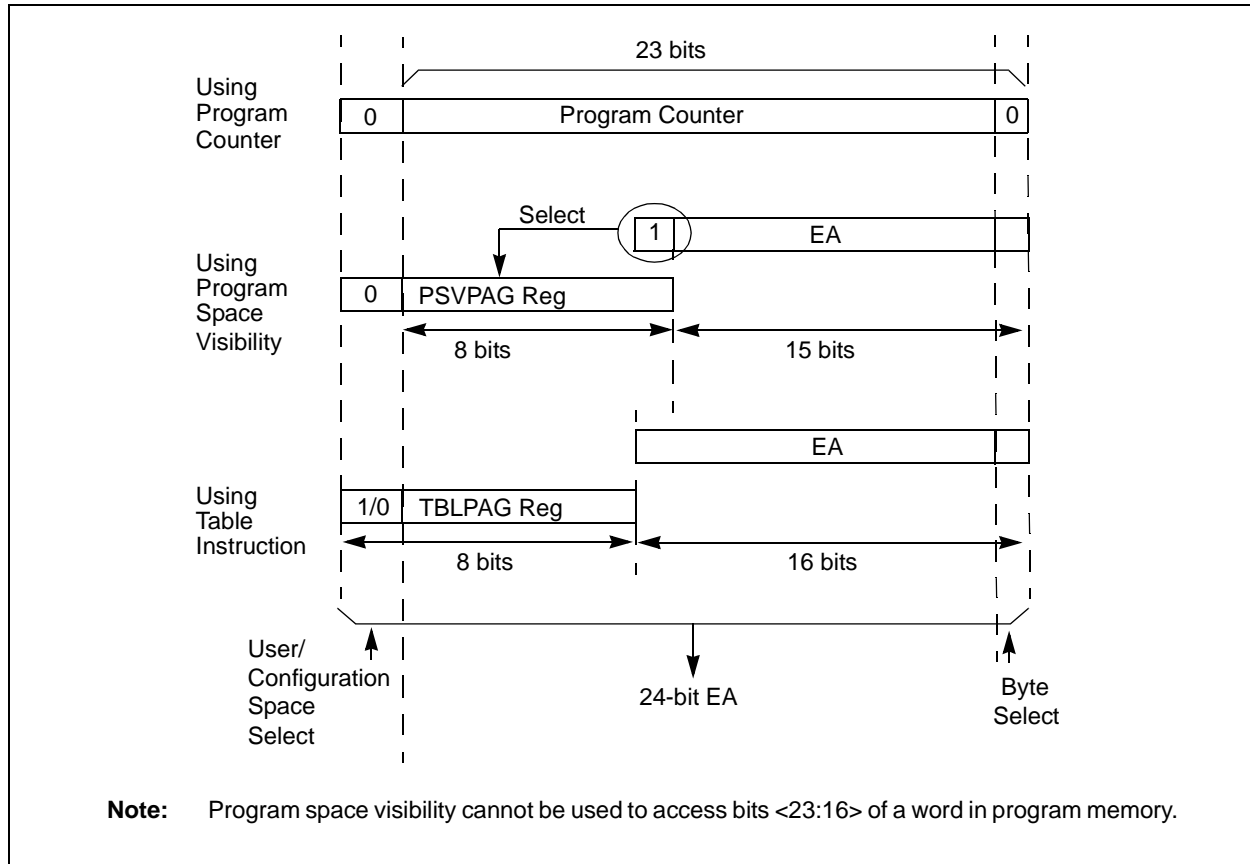 23 bits
Using
Program
Counter
0
Program Counter
0
Select
1
EA
Using
Program
Space
Visibility
0
PSVPAG Reg
8 bits
15 bits
EA
Using
Table
Instruction
1/0
TBLPAG Reg
8 bits
16 bits
User/
Configuration
Space
Select
24-bit EA
Byte
Select
Note: Program space visibility cannot be used to access bits <23:16> of a word in program memory.